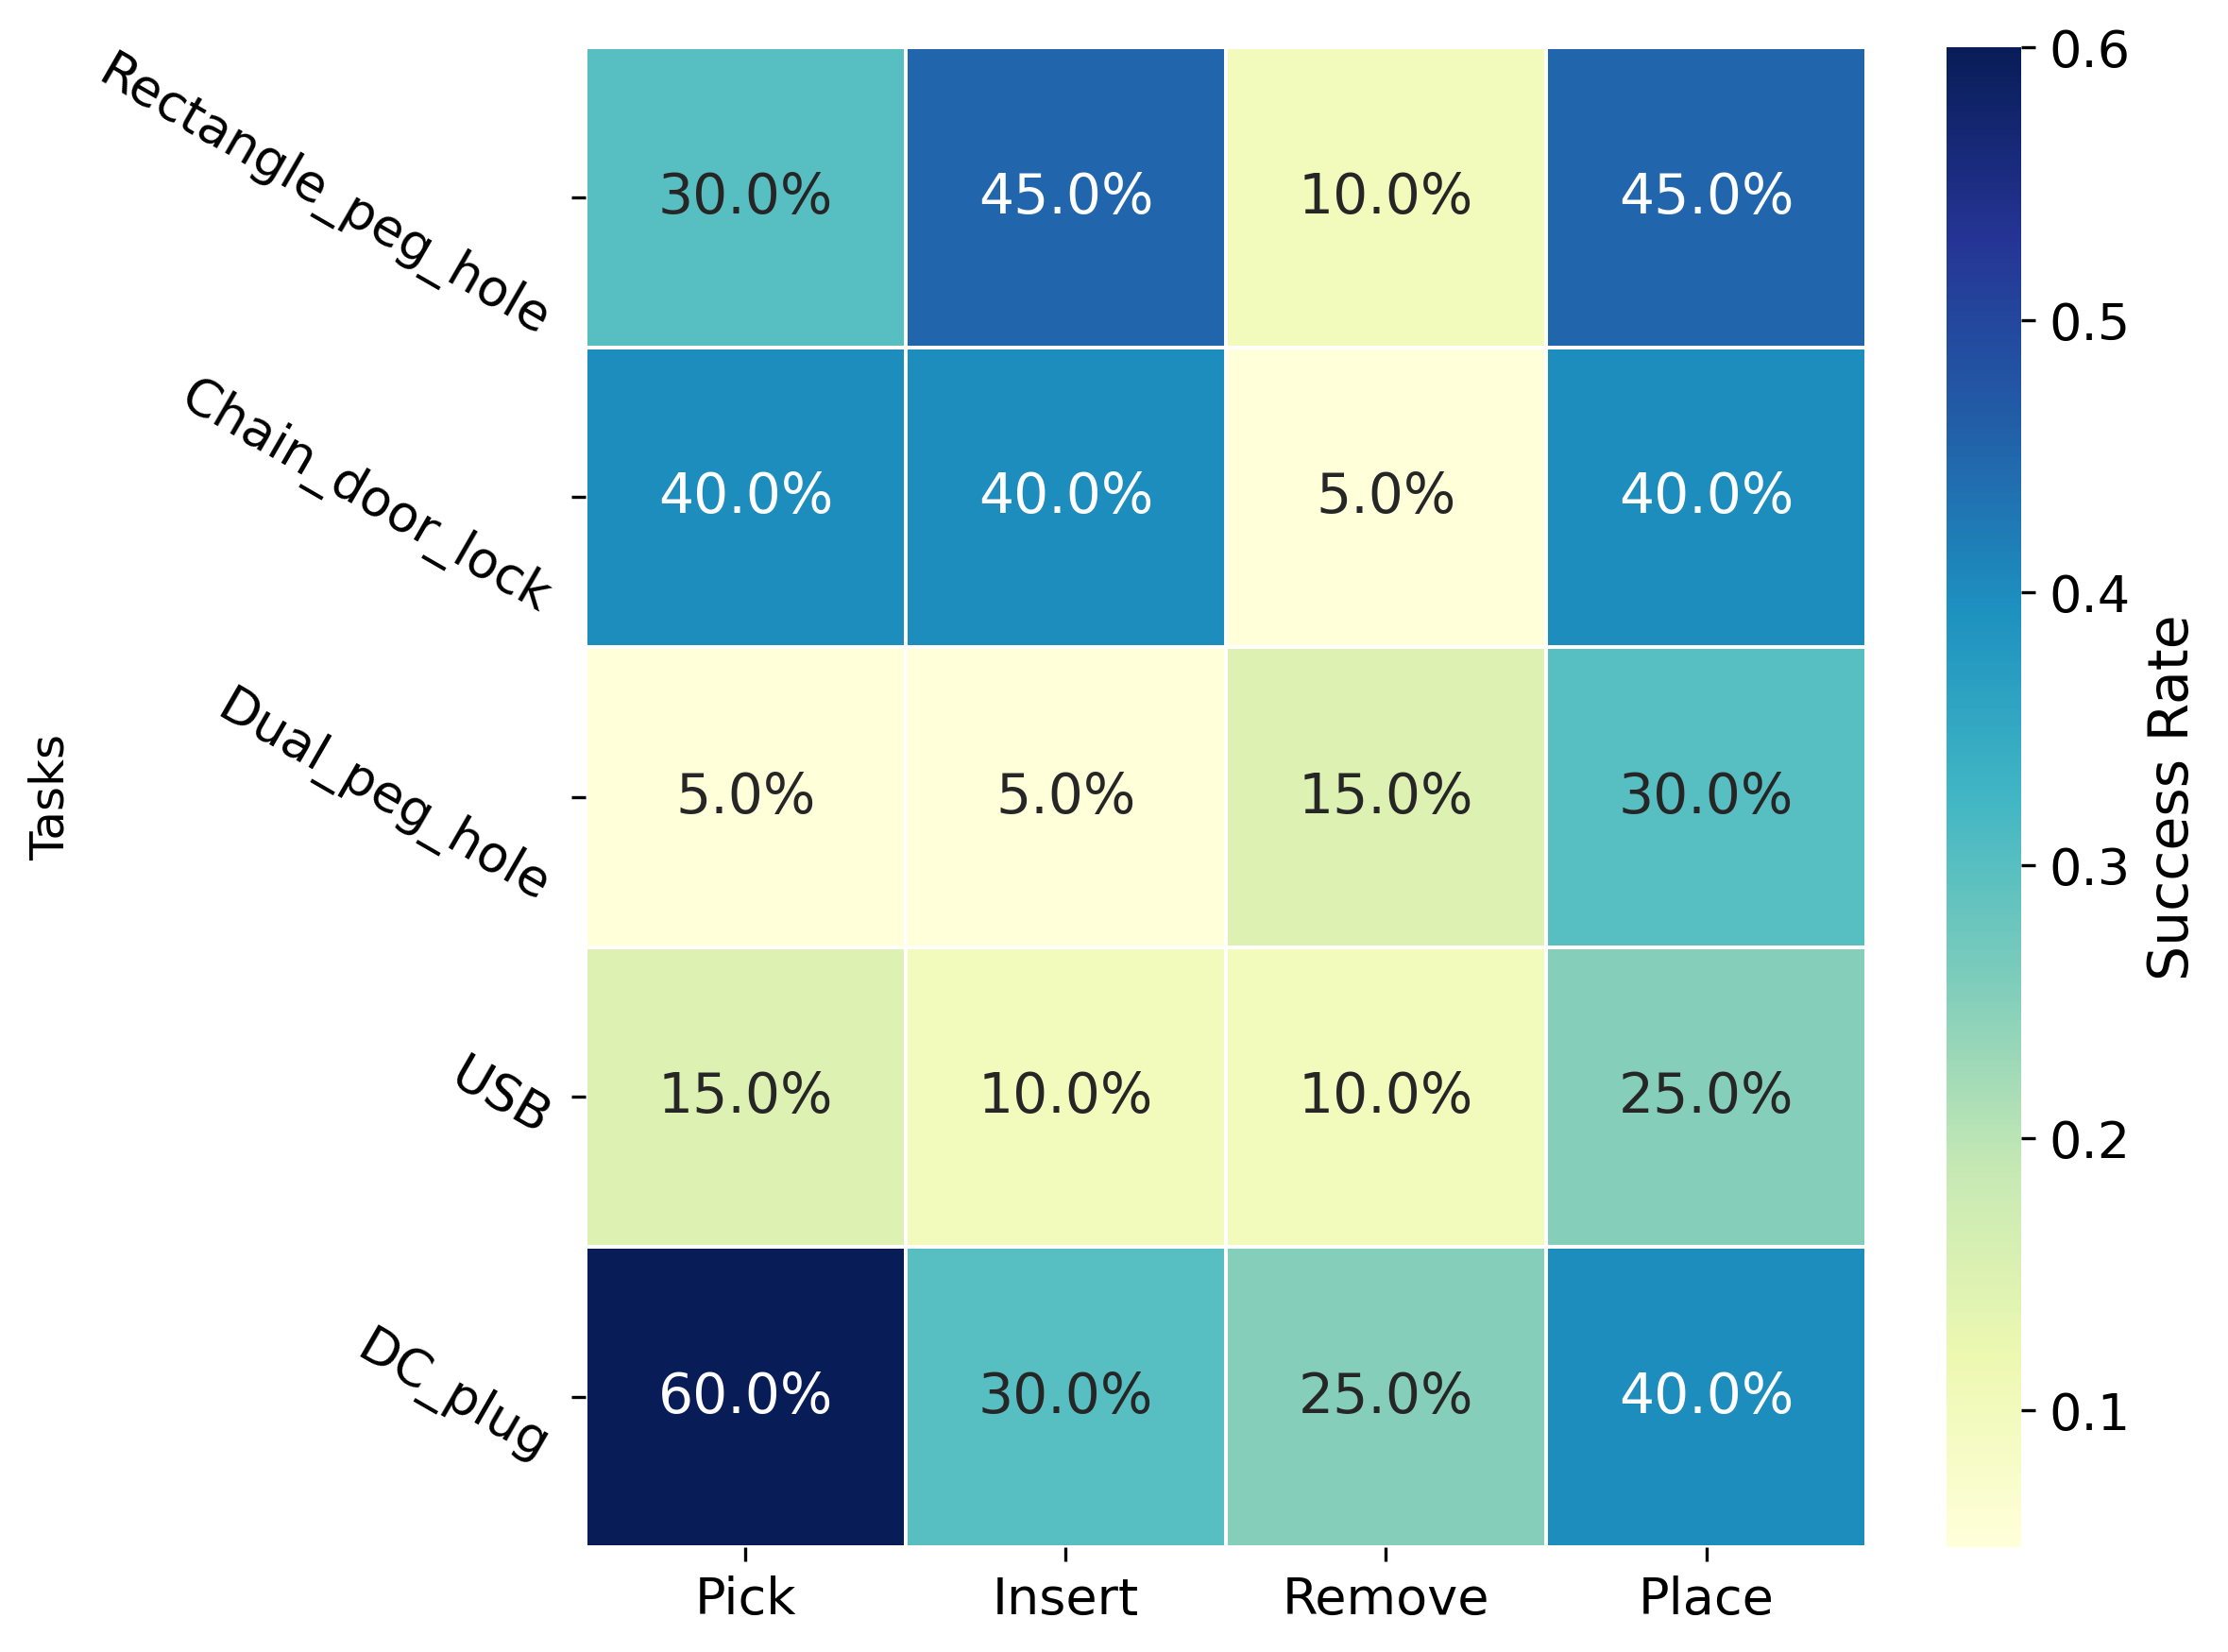 Tasks
Rectangle_peg_hole
30.0% 45.0% 10.0% 45.0%
Chain_door_lock
40.0% 40.0% 5.0% 40.0%
Dual_peg_hole
5.0% 5.0% 15.0% 30.0%
USB
15.0% 10.0% 10.0% 25.0%
DC_plug
60.0% 30.0% 25.0% 40.0%
Pick Insert Remove Place
0.6
0.5
0.4
0.3
0.2
0.1
Success Rate